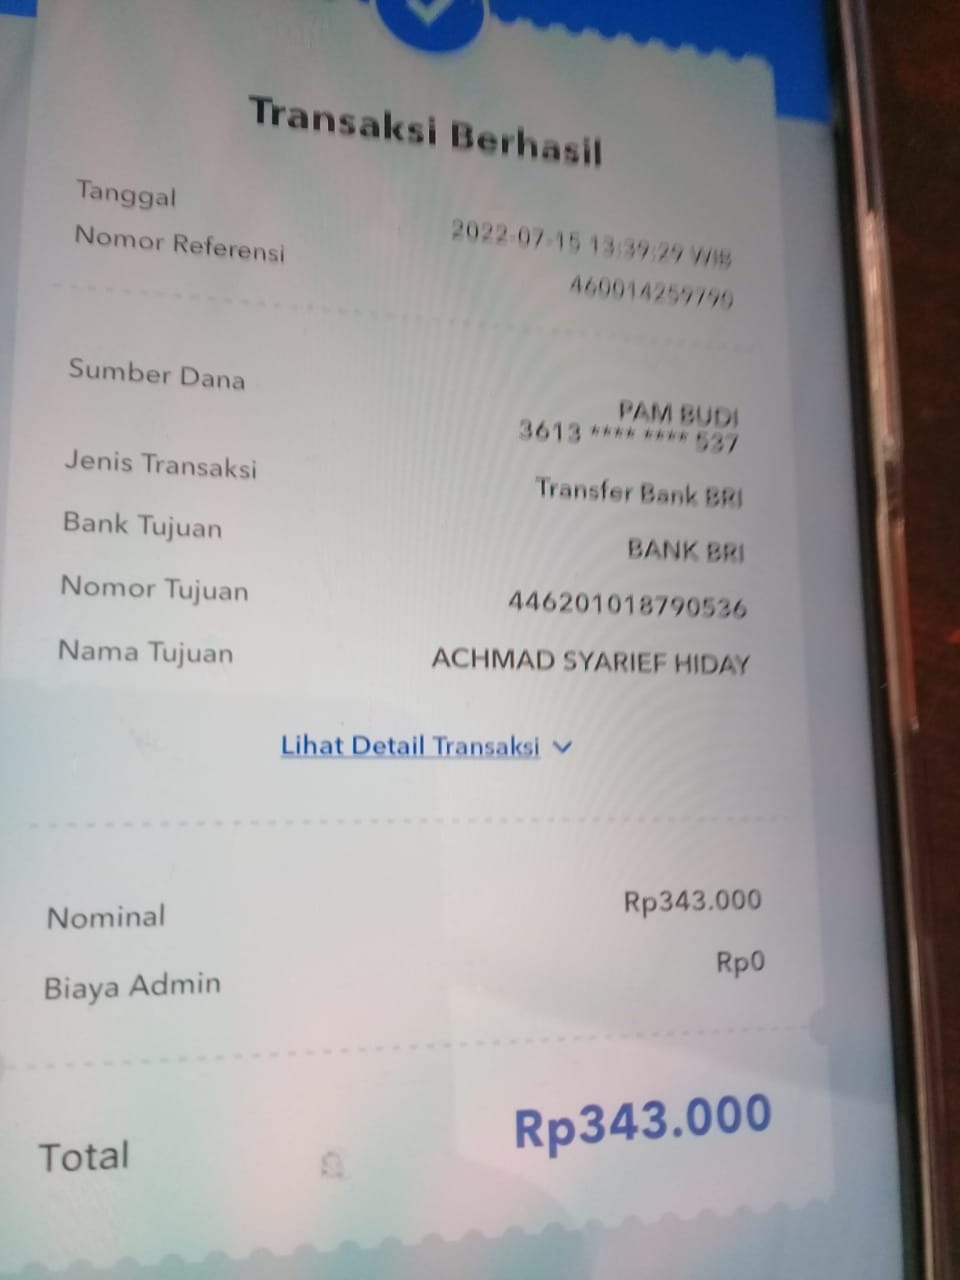 Transaksi Berhasil
Tanggal
2022-07-15 13:39:29 WIB
Nomor Referensi
460014259790
Sumber Dana
PAM BUDI
3613 **** **** 537
Jenis Transaksi
Transfer Bank BRI
Bank Tujuan
BANK BRI
Nomor Tujuan
446201018790536
Nama Tujuan
ACHMAD SYARIEF HIDAY
Lihat Detail Transaksi
Nominal
Rp343.000
Biaya Admin
Rp0
Total
Rp343.000